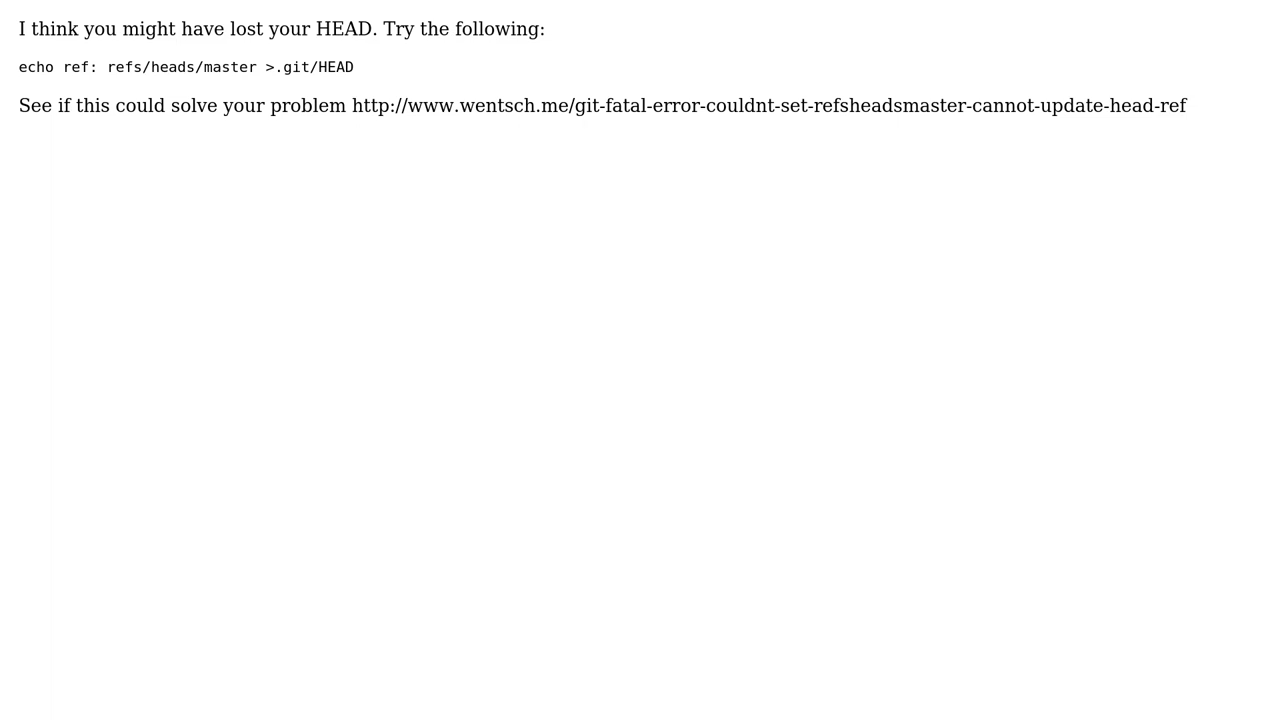 I think you might have lost your HEAD. Try the following:
echo ref: refs/heads/master >.git/HEAD
See if this could solve your problem http://www.wentsch.me/git-fatal-error-couldnt-set-refsheadsmaster-cannot-update-head-ref